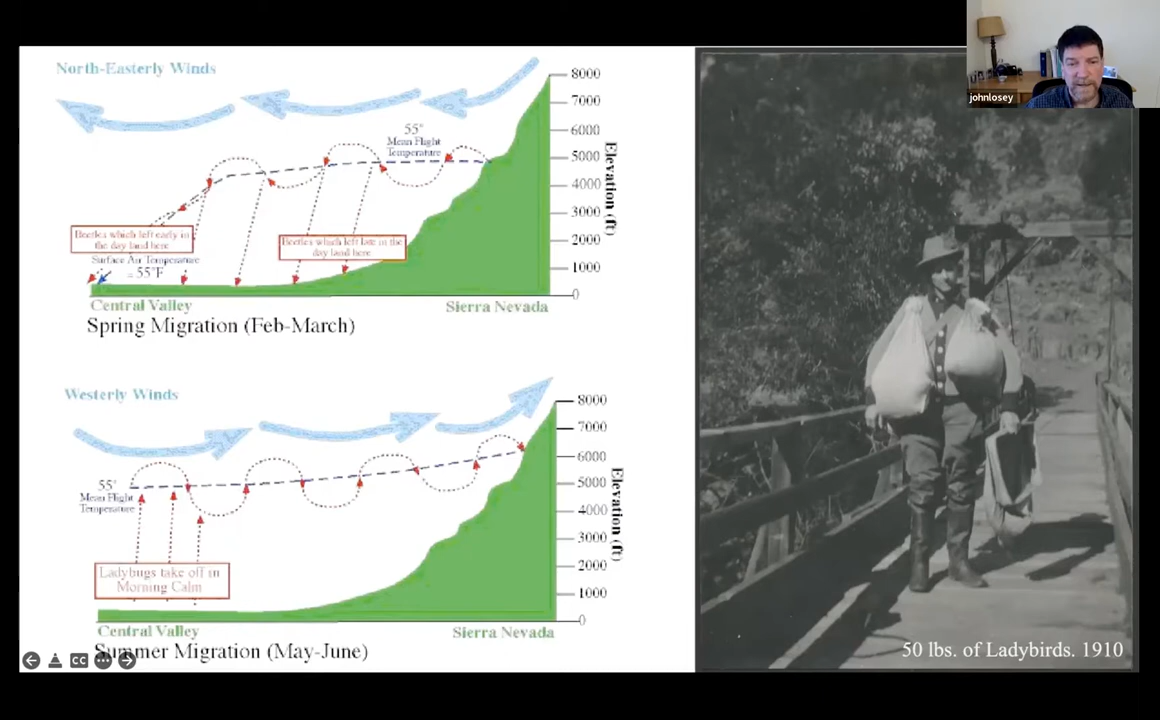 North-Easterly Winds
55°
Mean Flight
Temperature
8000
7000
6000
5000
4000
3000
2000
1000
0
Elevation (ft)
Beetles which left early in
the day land here
Beetles which left late in the
day land here
Surface Air Temperature
= 55°F
Central Valley
Sierra Nevada
Spring Migration (Feb-March)
Westerly Winds
55°
Mean Flight
Temperature
8000
7000
6000
5000
4000
3000
2000
1000
0
Elevation (ft)
Ladybugs take off in
Morning Calm
Central Valley
Sierra Nevada
Summer Migration (May-June)
CC
johnlosey
50 lbs. of Ladybirds. 1910